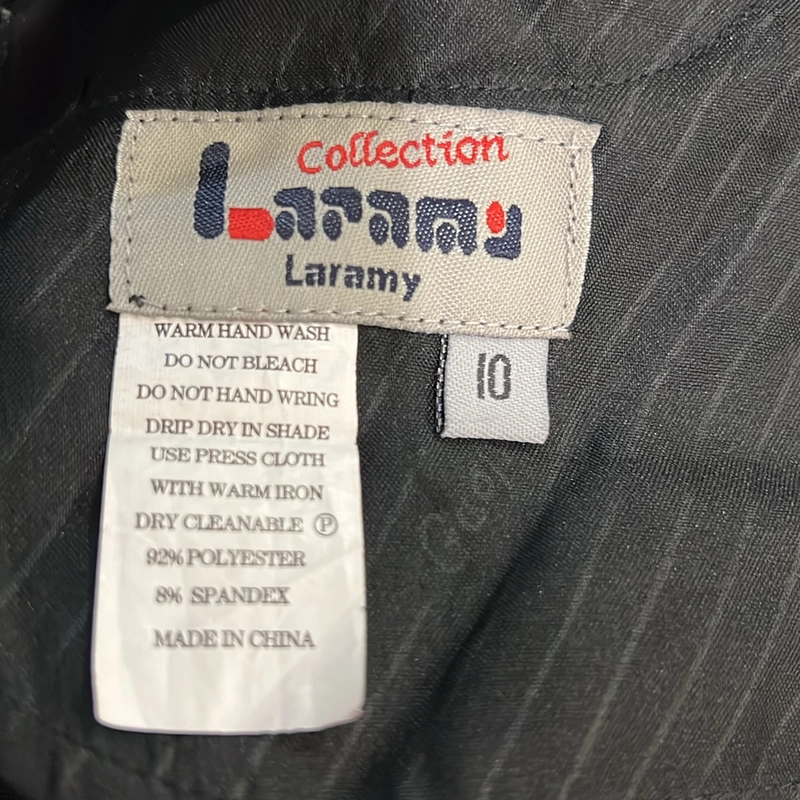 Collection
Laramy
Laramy
WARM HAND WASH
DO NOT BLEACH
DO NOT HAND WRING
DRIP DRY IN SHADE
USE PRESS CLOTH
WITH WARM IRON
DRY CLEANABLE Ⓟ
92% POLYESTER
8% SPANDEX
MADE IN CHINA
10